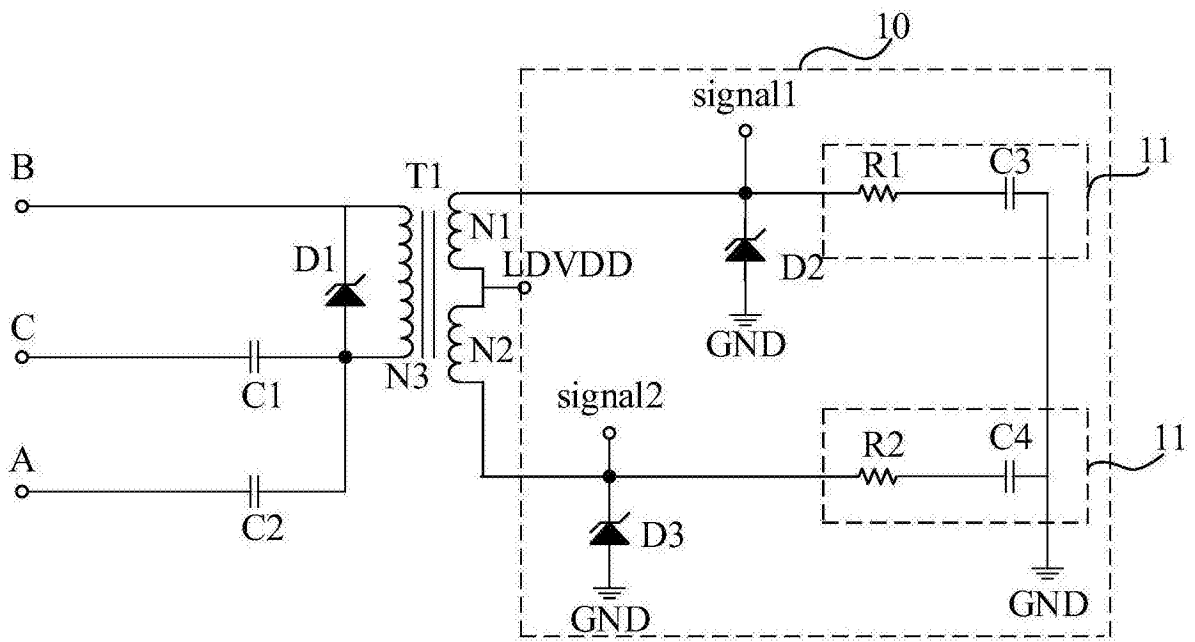 10
signal1
11
B
T1
R1
C3
N1
D1
LDVDD
D2
C
N3
N2
GND
C1
signal2
A
R2
C4
11
C2
D3
GND
GND